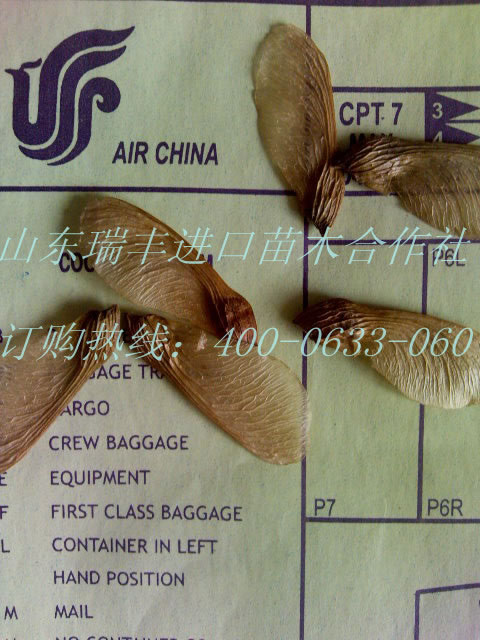 AIR CHINA
CPT 7
3
山东瑞丰进口苗木合作社
P6L
订购热线：400-0633-060
ARGO
CREW BAGGAGE
E EQUIPMENT
F FIRST CLASS BAGGAGE
P7 P6R
L CONTAINER IN LEFT
HAND POSITION
M MAIL